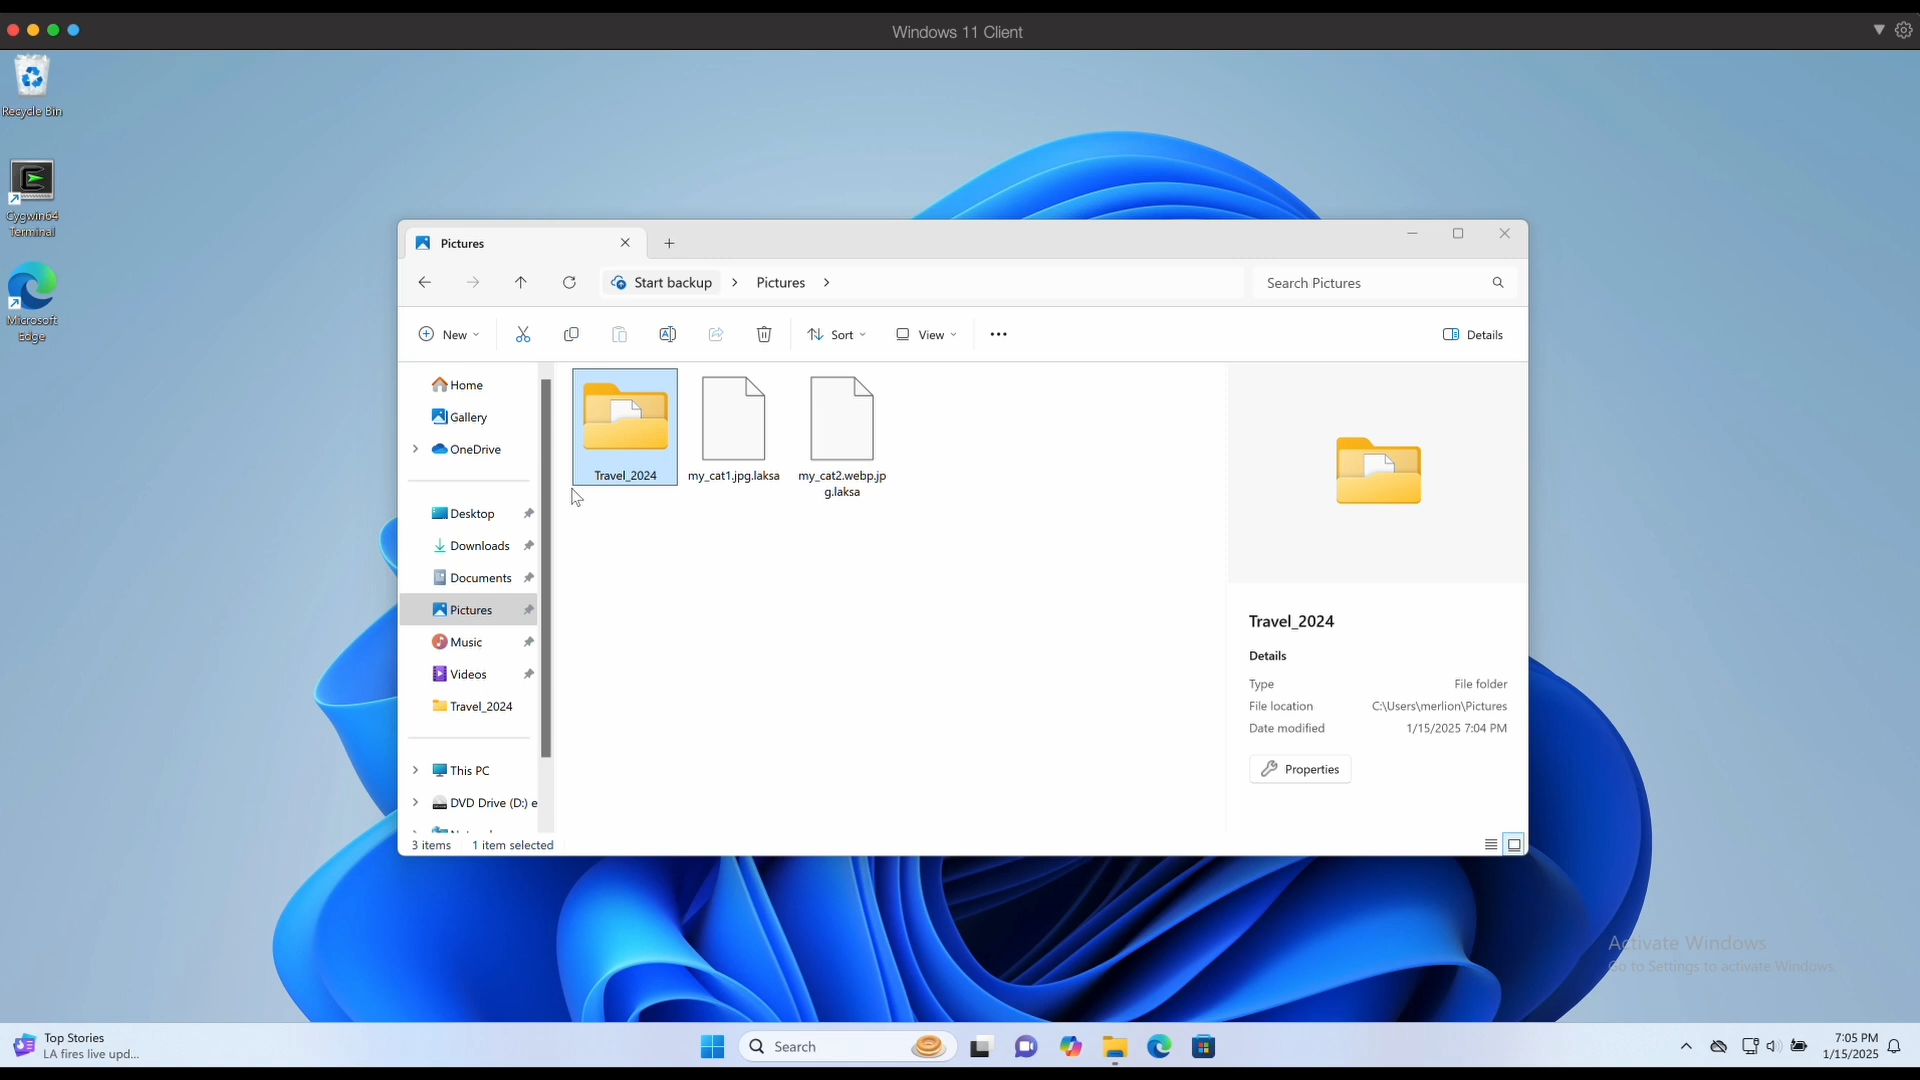 Windows 11 Client
Recycle Bin
Cygwin64
Terminal
Microsoft
Edge
Pictures
Start backup
Pictures
Search Pictures
New
Sort
View
Details
Home
Gallery
OneDrive
Desktop
Downloads
Documents
Pictures
Music
Videos
Travel_2024
This PC
DVD Drive (D:) e
Travel_2024
my_cat1.jpg.laksa
my_cat2.webp.jp
g.laksa
Travel_2024
Details
Type File folder
File location C:\Users\merlion\Pictures
Date modified 1/15/2025 7:04 PM
Properties
3 items 1 item selected
Activate Windows
Go to Settings to activate Windows.
Top Stories
LA fires live upd...
Search
7:05 PM
1/15/2025